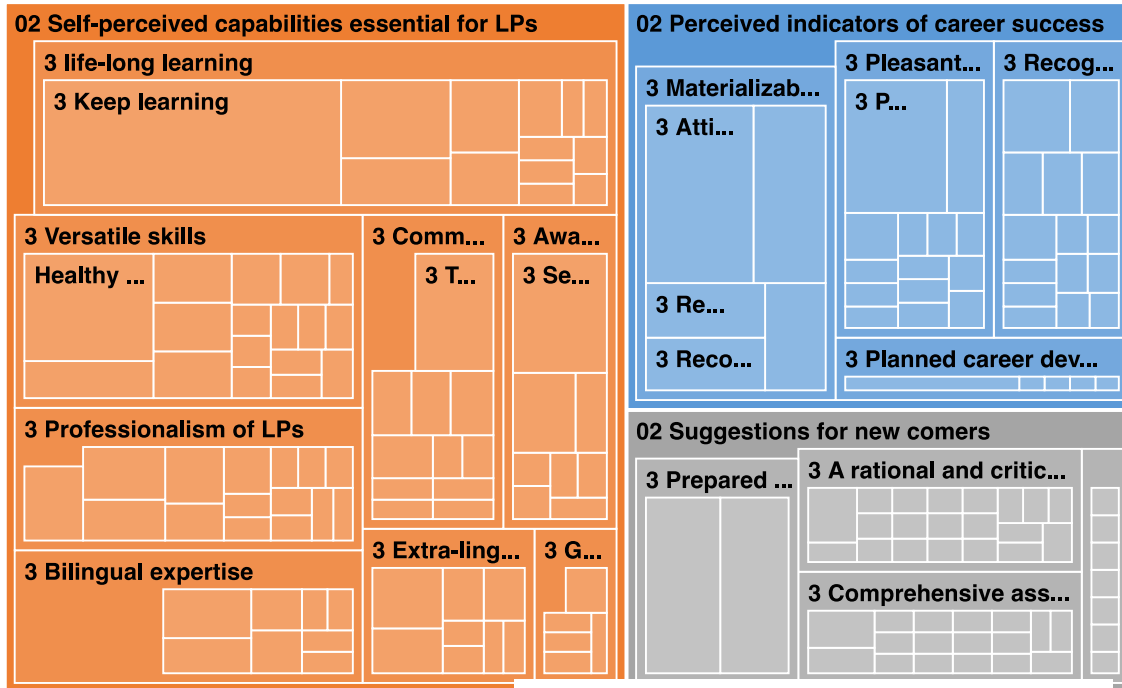 02 Self-perceived capabilities essential for LPs
3 life-long learning
3 Keep learning
3 Versatile skills
Healthy ...
3 Comm...
3 T...
3 Awa...
3 Se...
3 Professionalism of LPs
3 Bilingual expertise
3 Extra-ling...
3 G...
02 Perceived indicators of career success
3 Materializab...
3 Atti...
3 Re...
3 Reco...
3 Pleasant...
3 P...
3 Recog...
3 Planned career dev...
02 Suggestions for new comers
3 Prepared ...
3 A rational and critic...
3 Comprehensive ass...